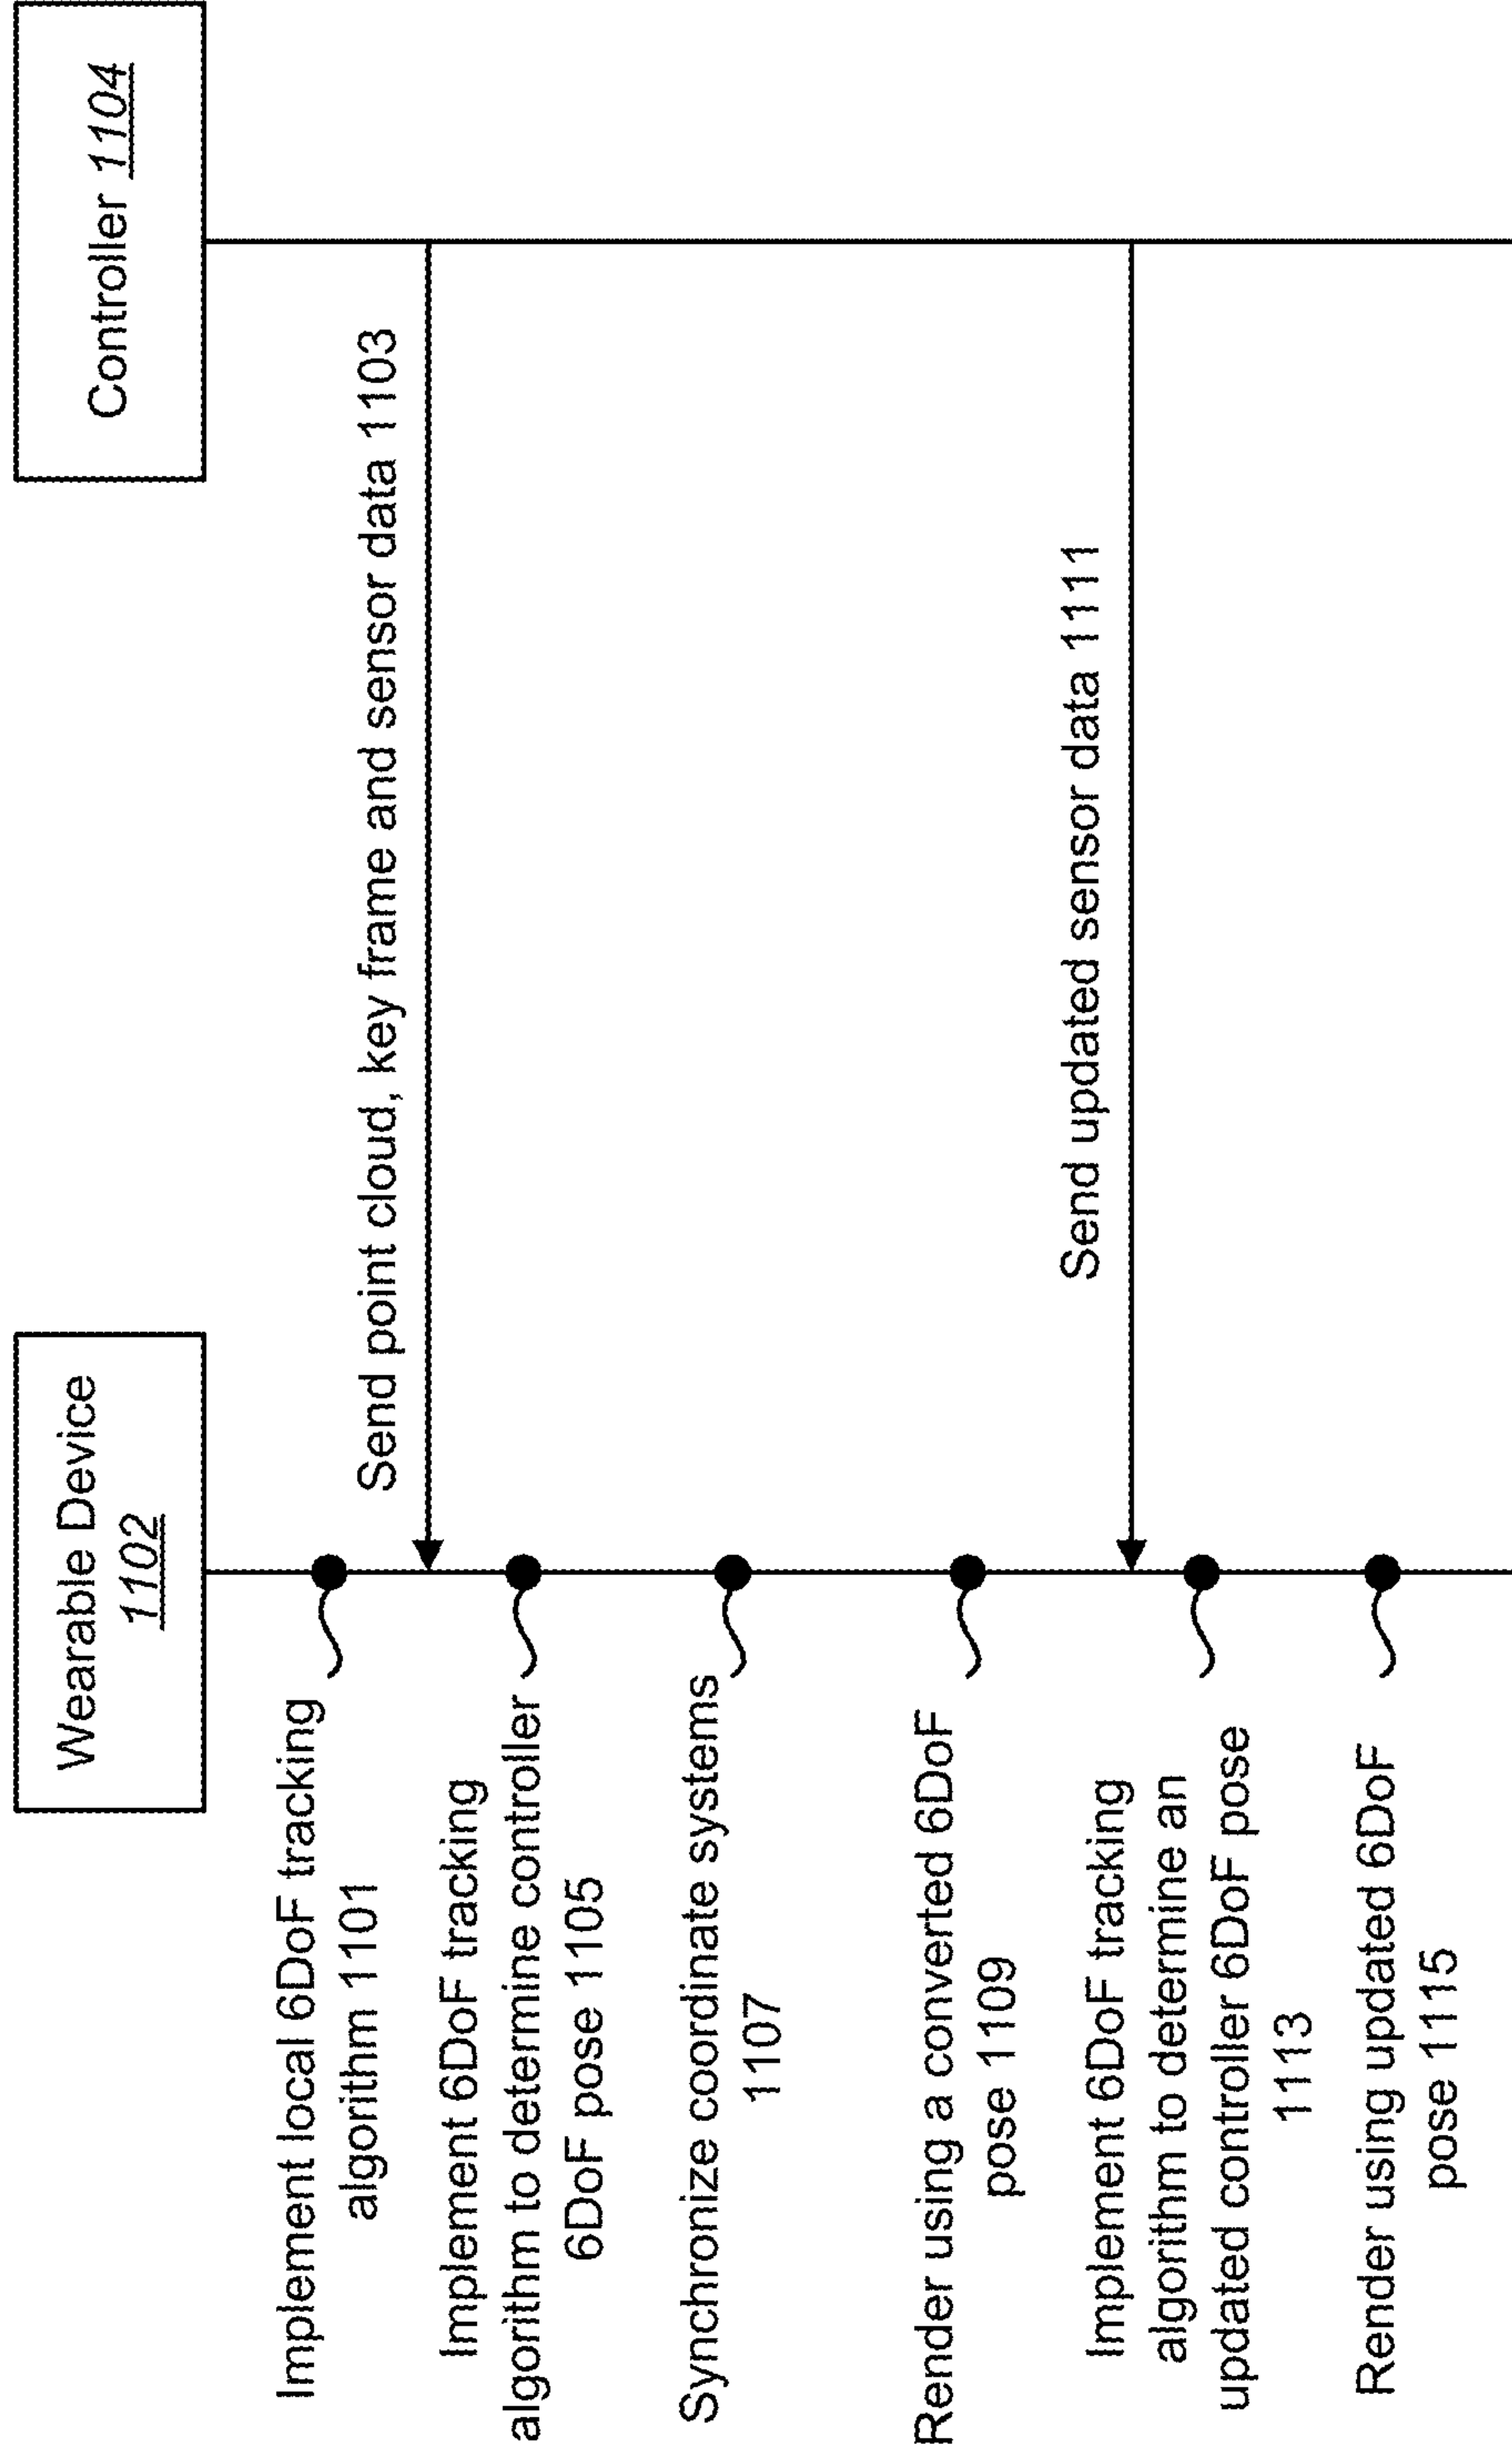 Wearable Device
1102
Controller 1104
Implement local 6DoF tracking
algorithm 1101
Send point cloud, key frame and sensor data 1103
Implement 6DoF tracking
algorithm to determine controller
6DoF pose 1105
Synchronize coordinate systems
1107
Render using a converted 6DoF
pose 1109
Send updated sensor data 1111
Implement 6DoF tracking
algorithm to determine an
updated controller 6DoF pose
1113
Render using updated 6DoF
pose 1115